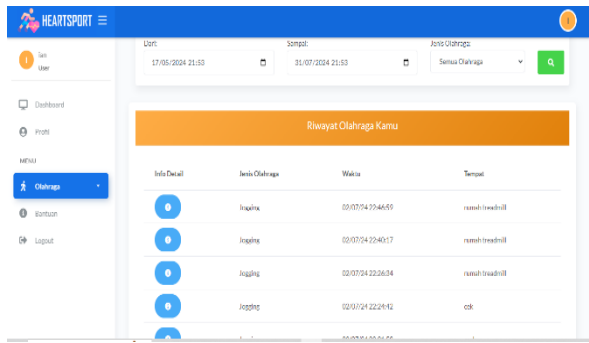 HEARTSPORT
I
I
Ian
User
Dashboard
Profil
MENU
Olahraga
Bantuan
Logout
Dari:
Sampai:
Jenis Olahraga:
17/05/2024 21:53
31/07/2024 21:53
Semua Olahraga
Riwayat Olahraga Kamu
Info Detail
Jenis Olahraga
Waktu
Tempat
Jogging
02/07/24 22:46:59
rumah treadmill
Jogging
02/07/24 22:40:17
rumah treadmill
Jogging
02/07/24 22:26:34
rumah treadmill
Jogging
02/07/24 22:24:42
cek